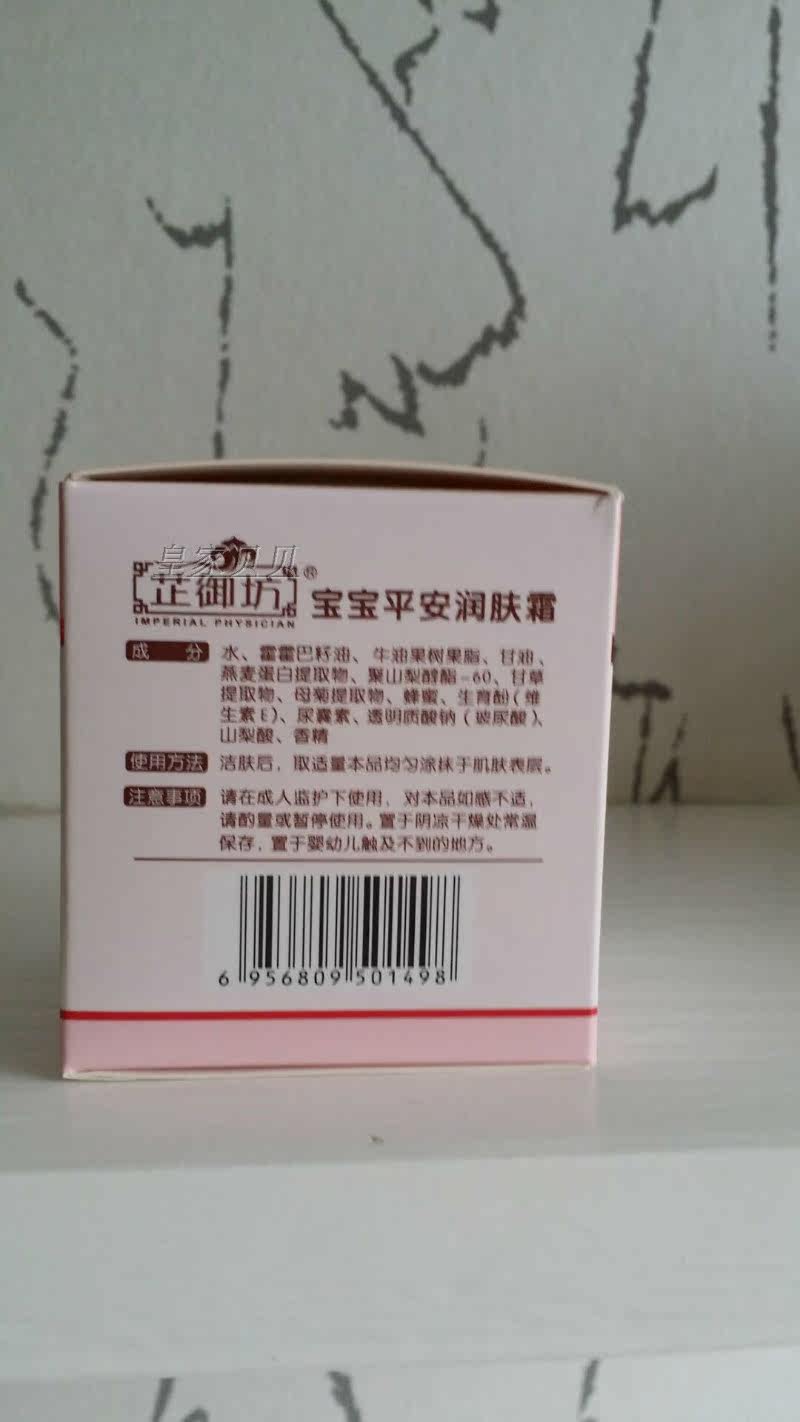 皇家贝贝
芷御坊® 宝宝平安润肤霜
IMPERIAL PHYSICIAN
成 分 水、霍霍巴籽油、牛油果树果脂、甘油、
燕麦蛋白提取物、聚山梨醇酯-60、甘草
提取物、母菊提取物、蜂蜜、生育酚(维
生素E)、尿囊素、透明质酸钠(玻尿酸)、
山梨酸、香精
使用方法 洁肤后,取适量本品均匀涂抹于肌肤表层。
注意事项 请在成人监护下使用,对本品如感不适,
请酌量或暂停使用。置于阴凉干燥处常温
保存,置于婴幼儿触及不到的地方。
6 956809 501498